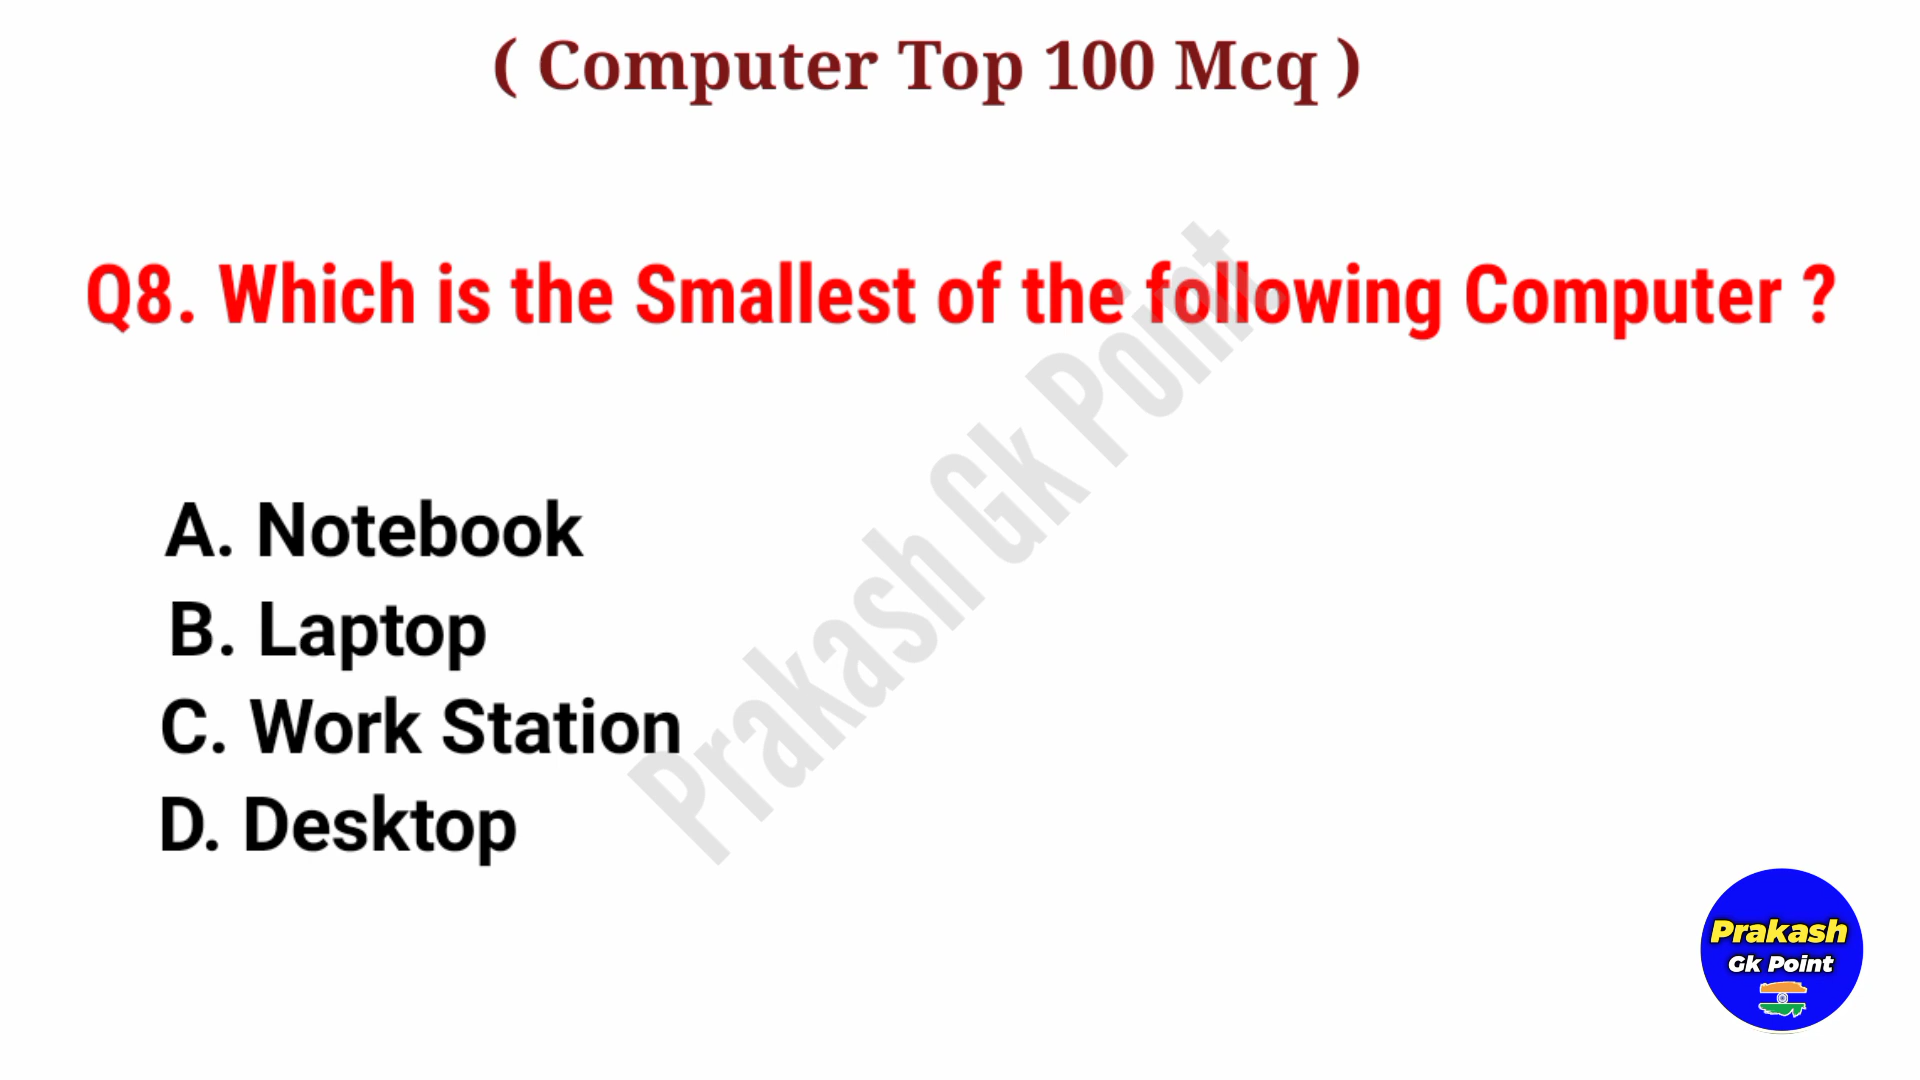 ( Computer Top 100 Mcq )
Q8. Which is the Smallest of the following Computer ?
A. Notebook
B. Laptop
C. Work Station
D. Desktop
Prakash Gk Point
Prakash
Gk Point